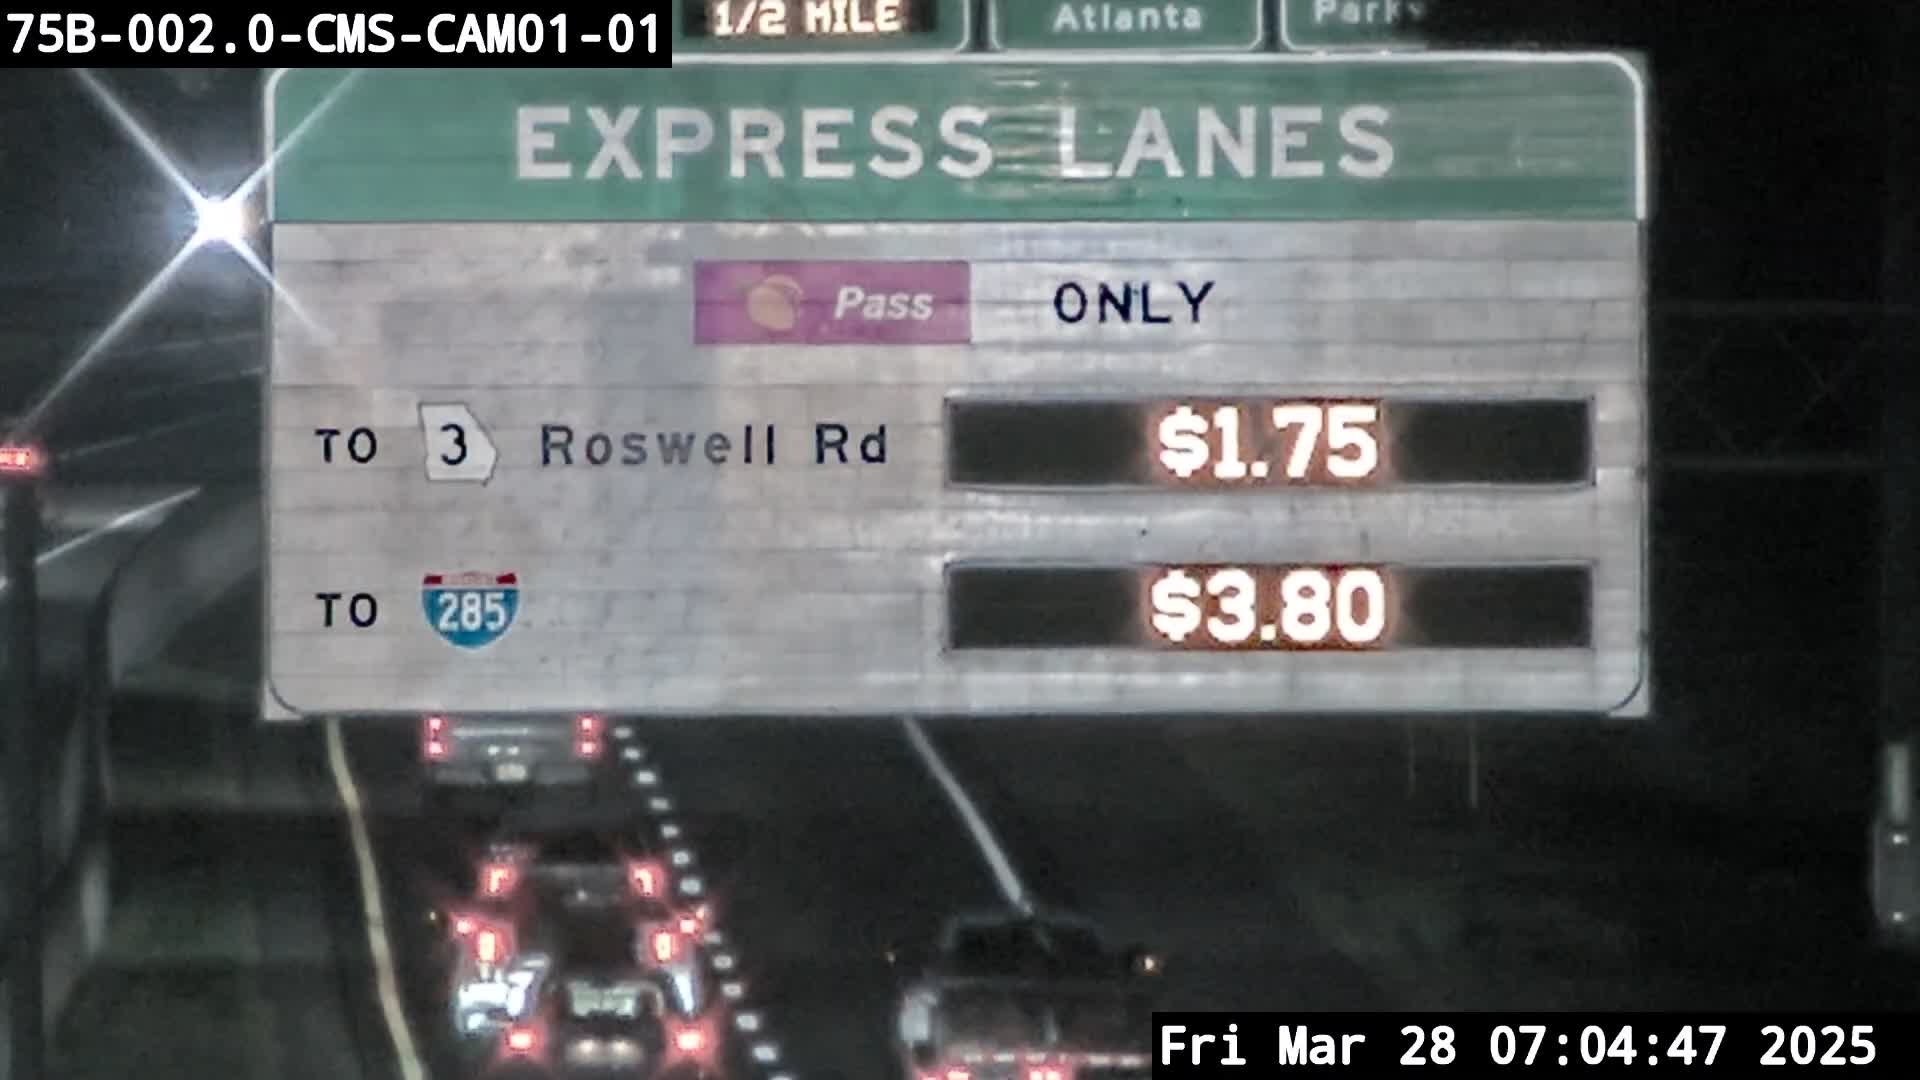 75B-002.0-CMS-CAM01-01
1/2 MILE
Atlanta
Park
EXPRESS LANES
Pass ONLY
TO 3 Roswell Rd $1.75
TO 285 $3.80
Fri Mar 28 07:04:47 2025